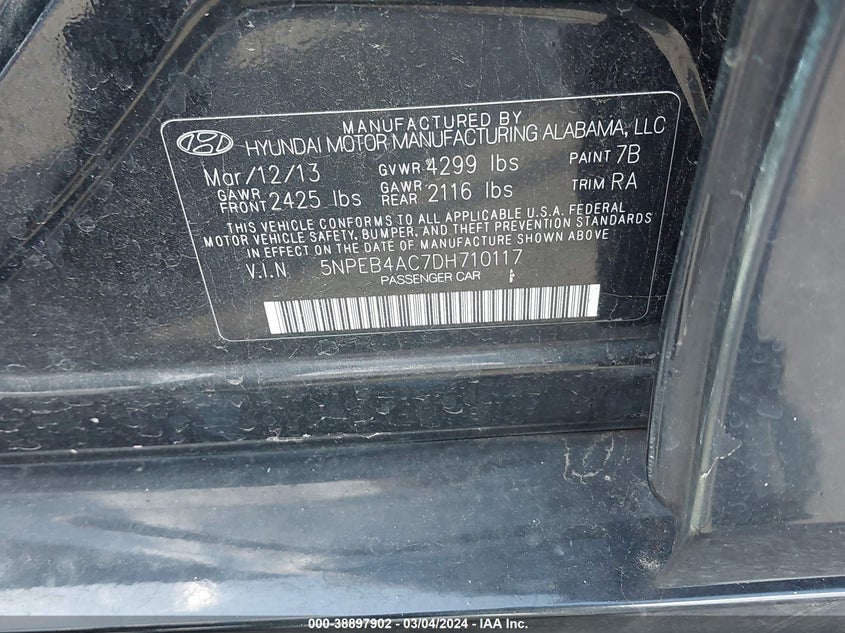 MANUFACTURED BY
HYUNDAI MOTOR MANUFACTURING ALABAMA, LLC
Mar/12/13 GVWR 4299 lbs PAINT 7B
GAWR FRONT 2425 lbs GAWR REAR 2116 lbs TRIM RA
THIS VEHICLE CONFORMS TO ALL APPLICABLE U.S.A. FEDERAL
MOTOR VEHICLE SAFETY, BUMPER, AND THEFT PREVENTION STANDARDS
IN EFFECT ON THE DATE OF MANUFACTURE SHOWN ABOVE
V.I.N 5NPEB4AC7DH710117
PASSENGER CAR
000-38897902 - 03/04/2024 - IAA Inc.